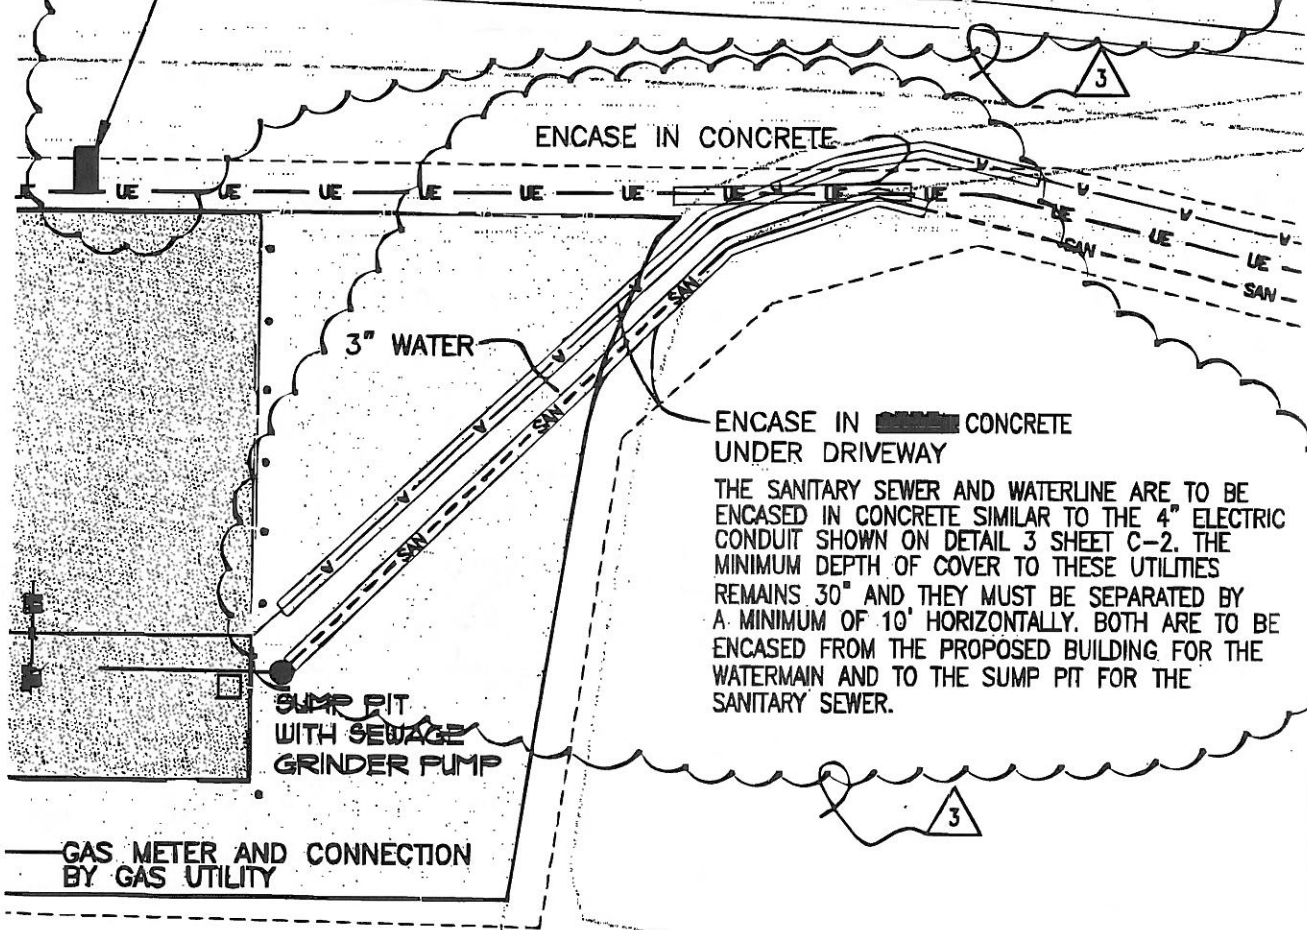 3
ENCASE IN CONCRETE
UE UE UE UE UE UE UE W UE UE W
W
UE W
UE W
SAN UE
SAN
W
SAN
3" WATER
W
SAN
W
W
SAN
W
ENCASE IN CONCRETE
UNDER DRIVEWAY
THE SANITARY SEWER AND WATERLINE ARE TO BE
ENCASED IN CONCRETE SIMILAR TO THE 4" ELECTRIC
CONDUIT SHOWN ON DETAIL 3 SHEET C-2. THE
MINIMUM DEPTH OF COVER TO THESE UTILITIES
REMAINS 30" AND THEY MUST BE SEPARATED BY
A MINIMUM OF 10' HORIZONTALLY. BOTH ARE TO BE
ENCASED FROM THE PROPOSED BUILDING FOR THE
WATERMAIN AND TO THE SUMP PIT FOR THE
SANITARY SEWER.
SUMP PIT
WITH SEWAGE
GRINDER PUMP
3
GAS METER AND CONNECTION
BY GAS UTILITY